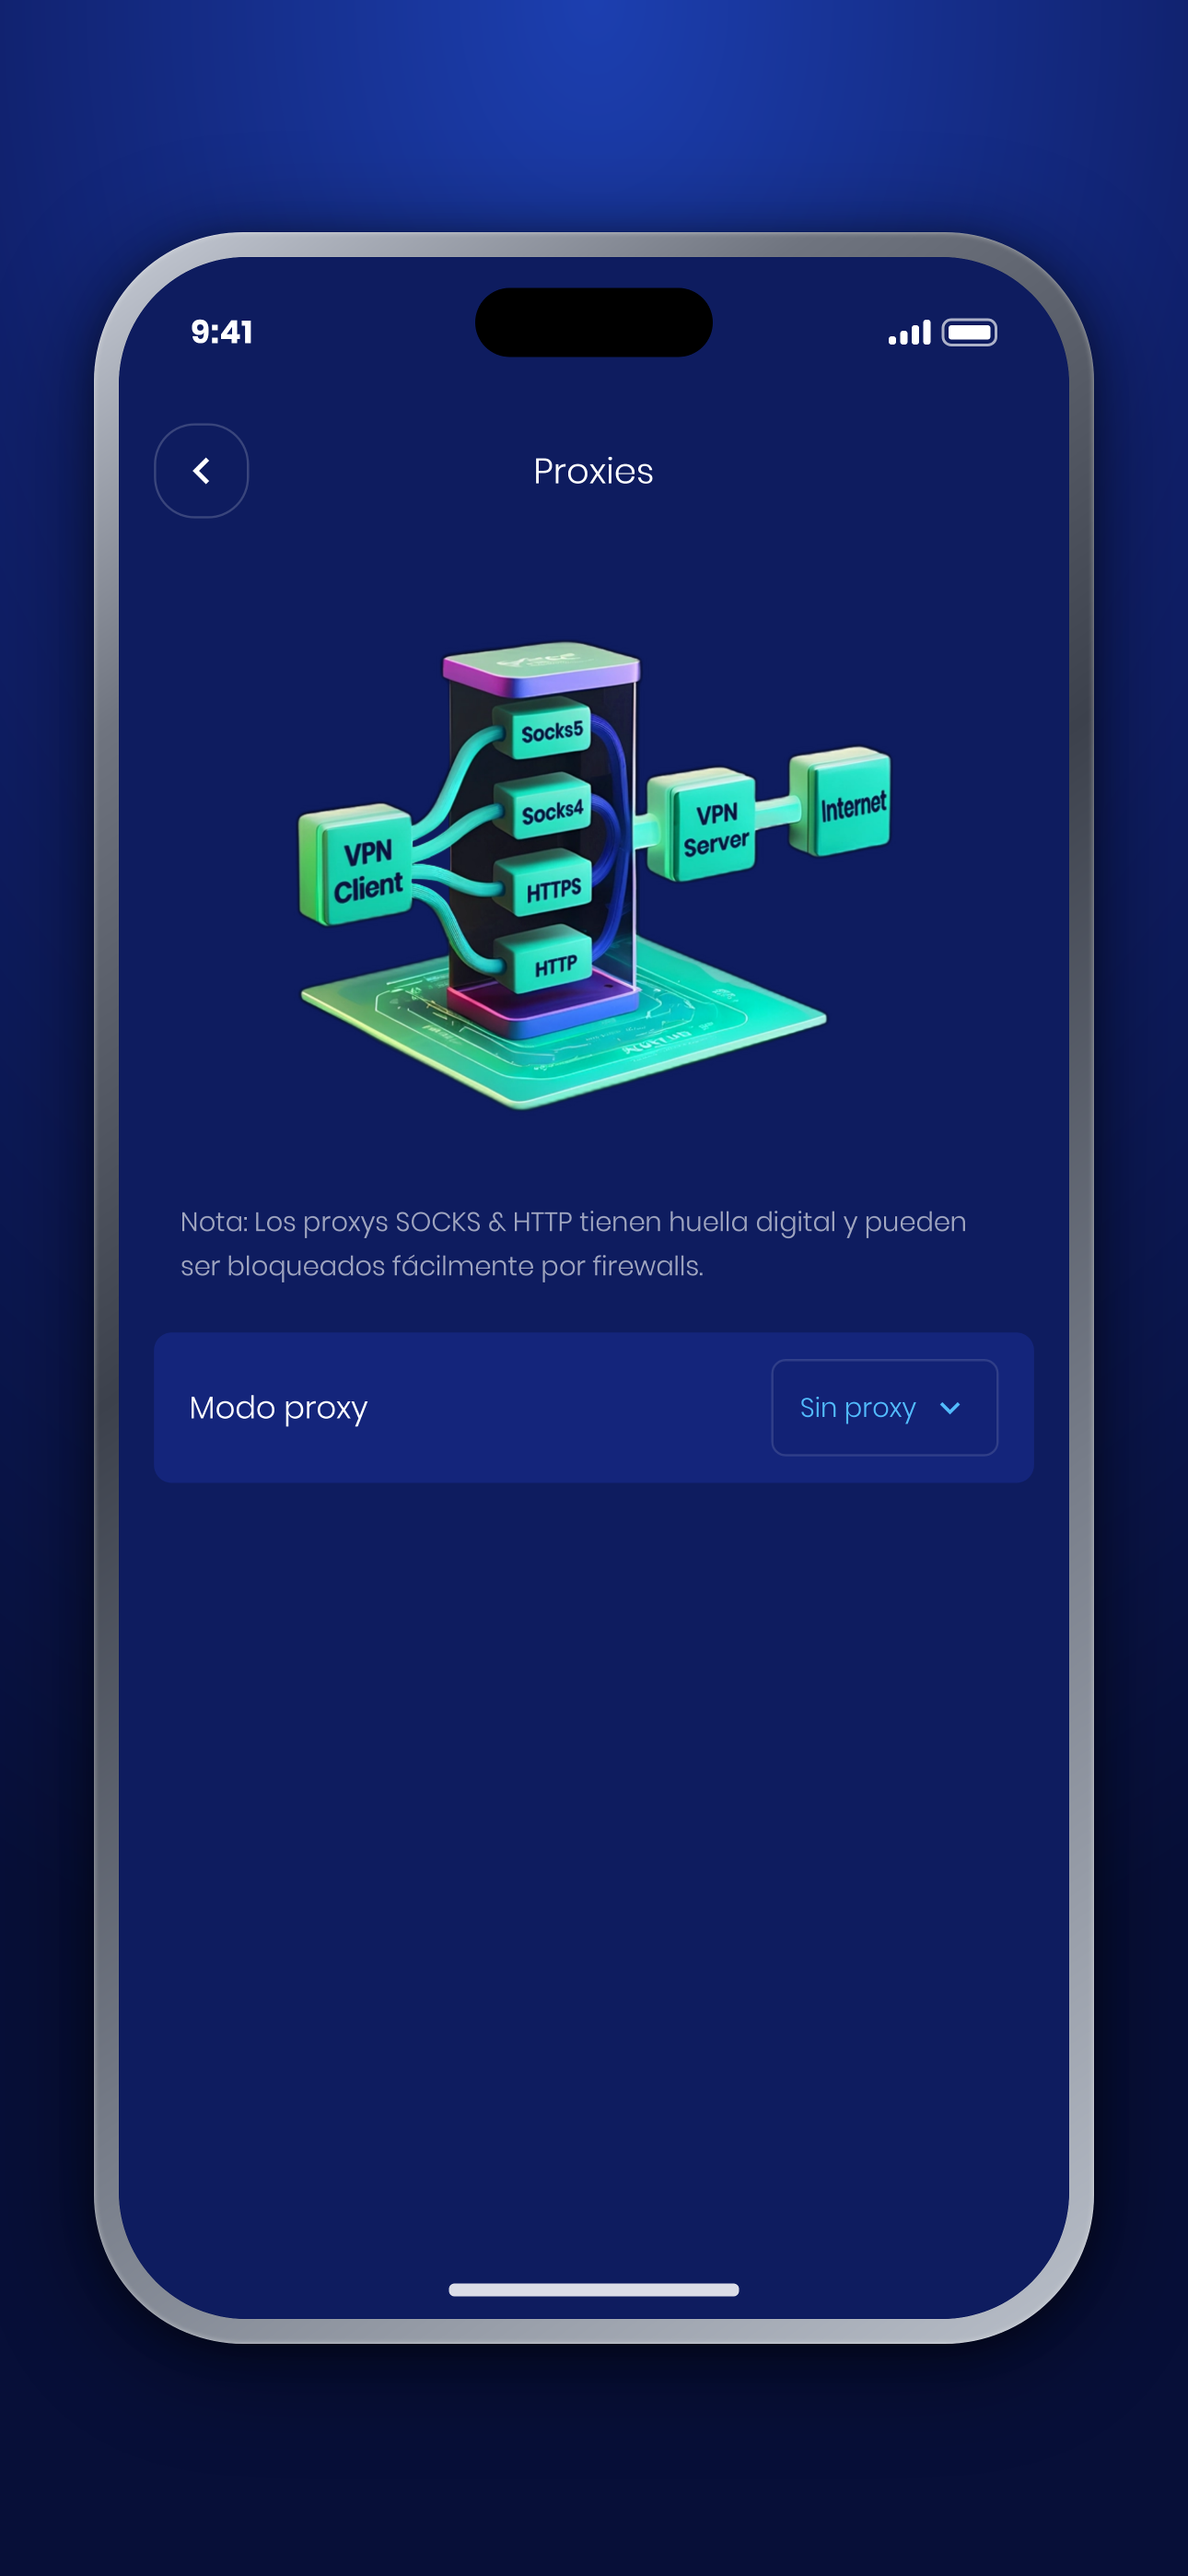 9:41
Proxies
Socks5
Socks4
HTTPS
HTTP
VPN
Client
VPN
Server
Internet
Nota: Los proxys SOCKS & HTTP tienen huella digital y pueden
ser bloqueados fácilmente por firewalls.
Modo proxy
Sin proxy